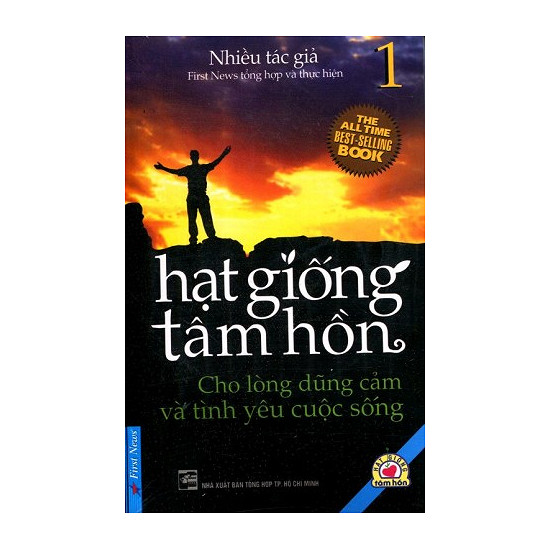 Nhiều tác giả
First News tổng hợp và thực hiện
1
THE
ALL TIME
BEST-SELLING
BOOK
hạt giống
tâm hồn
Cho lòng dũng cảm
và tình yêu cuộc sống
First News
NHÀ XUẤT BẢN TỔNG HỢP TP. HỒ CHÍ MINH
HẠT GIỐNG
tâm hồn